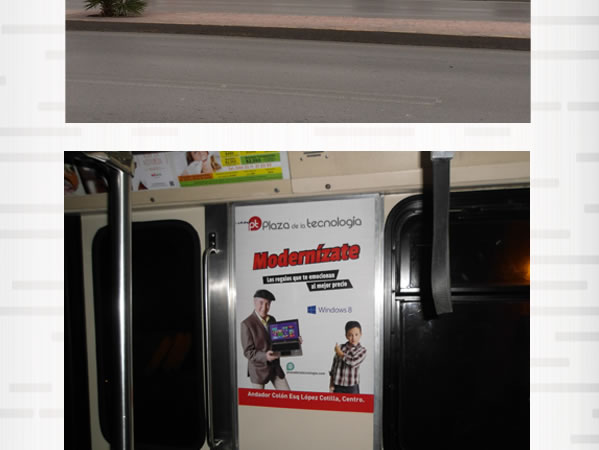 Plaza de la tecnología
Modernízate
Los regalos que te emocionan
al mejor precio
Windows 8
Andador Colón Esq López Cotilla, Centro.